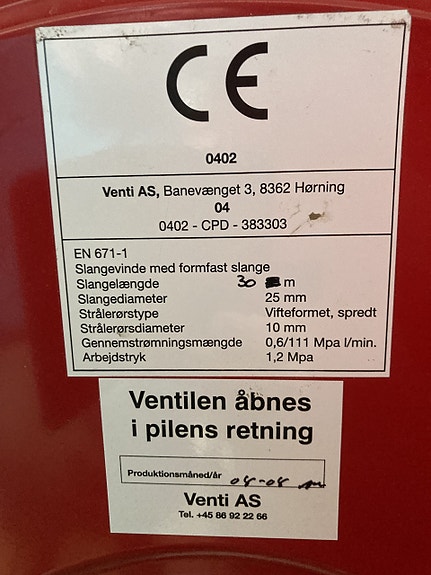 CE
0402
Venti AS, Banevænget 3, 8362 Hørning
04
0402 - CPD - 383303
EN 671-1
Slangevinde med formfast slange
Slangelængde 30 m
Slangediameter 25 mm
Strålerørstype Vifteformet, spredt
Strålerørsdiameter 10 mm
Gennemstrømningsmængde 0,6/111 Mpa l/min.
Arbejdstryk 1,2 Mpa
Ventilen åbnes
i pilens retning
Produktionsmåned/år 08-08
Venti AS
Tel. +45 86 92 22 66